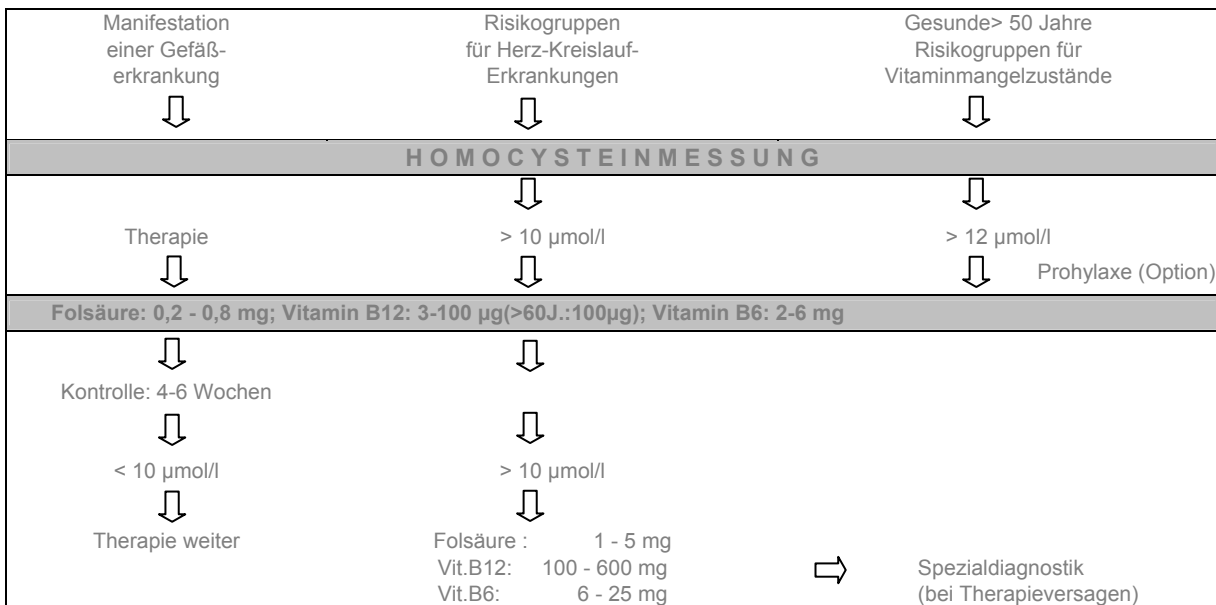 Manifestation
einer Gefäß-
erkrankung
Risikogruppen
für Herz-Kreislauf-
Erkrankungen
Gesunde> 50 Jahre
Risikogruppen für
Vitaminmangelzustände
HOMOCYSTEINMESSUNG
Therapie
> 10 µmol/l
> 12 µmol/l
Prohylaxe (Option)
Folsäure: 0,2 - 0,8 mg; Vitamin B12: 3-100 µg(>60J.:100µg); Vitamin B6: 2-6 mg
Kontrolle: 4-6 Wochen
< 10 µmol/l
> 10 µmol/l
Therapie weiter
Folsäure : 1 - 5 mg
Vit.B12: 100 - 600 mg
Vit.B6: 6 - 25 mg
Spezialdiagnostik
(bei Therapieversagen)